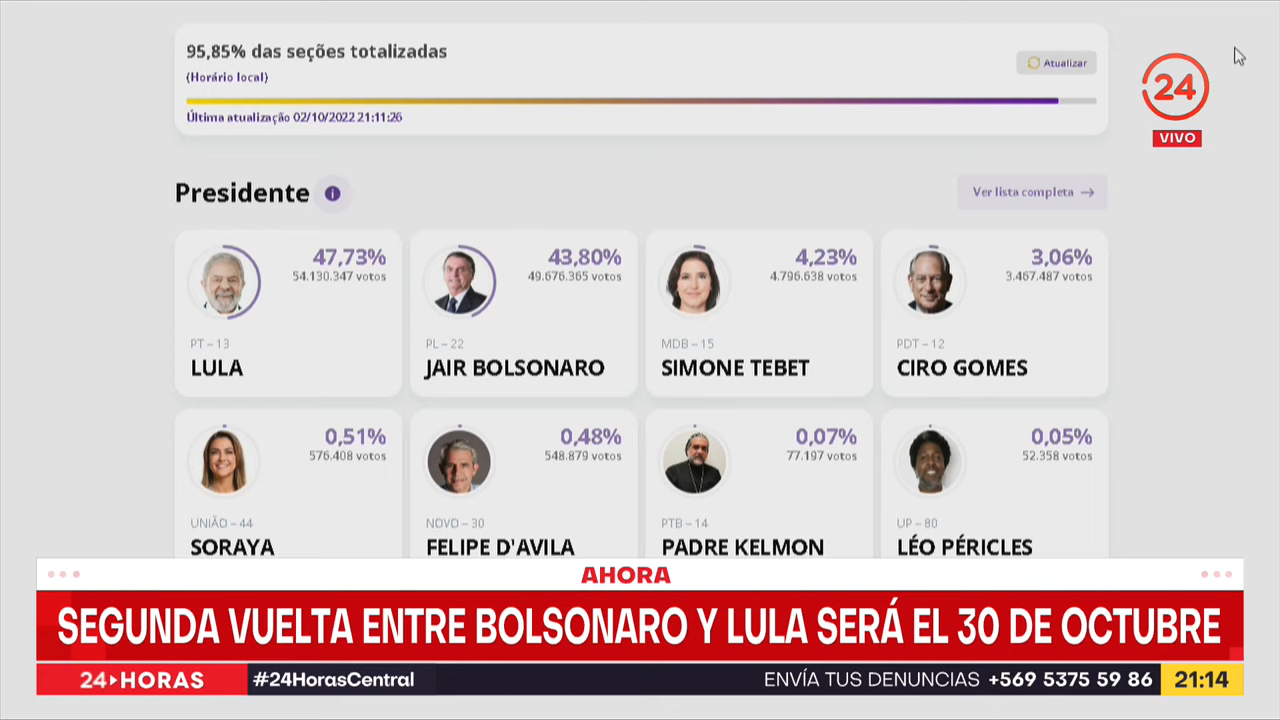 95,85% das seções totalizadas
(Horário local)
Atualizar
Última atualização 02/10/2022 21:11:26
24
VIVO
Presidente
Ver lista completa →
47,73%
54.130.347 votos
PT – 13
LULA
43,80%
49.676.365 votos
PL – 22
JAIR BOLSONARO
4,23%
4.796.638 votos
MDB – 15
SIMONE TEBET
3,06%
3.467.487 votos
PDT – 12
CIRO GOMES
0,51%
576.408 votos
UNIÃO – 44
SORAYA
0,48%
548.879 votos
NOVO – 30
FELIPE D'AVILA
0,07%
77.197 votos
PTB – 14
PADRE KELMON
0,05%
52.358 votos
UP – 80
LÉO PÉRICLES
AHORA
SEGUNDA VUELTA ENTRE BOLSONARO Y LULA SERÁ EL 30 DE OCTUBRE
24 HORAS
#24HorasCentral
ENVÍA TUS DENUNCIAS +569 5375 59 86
21:14